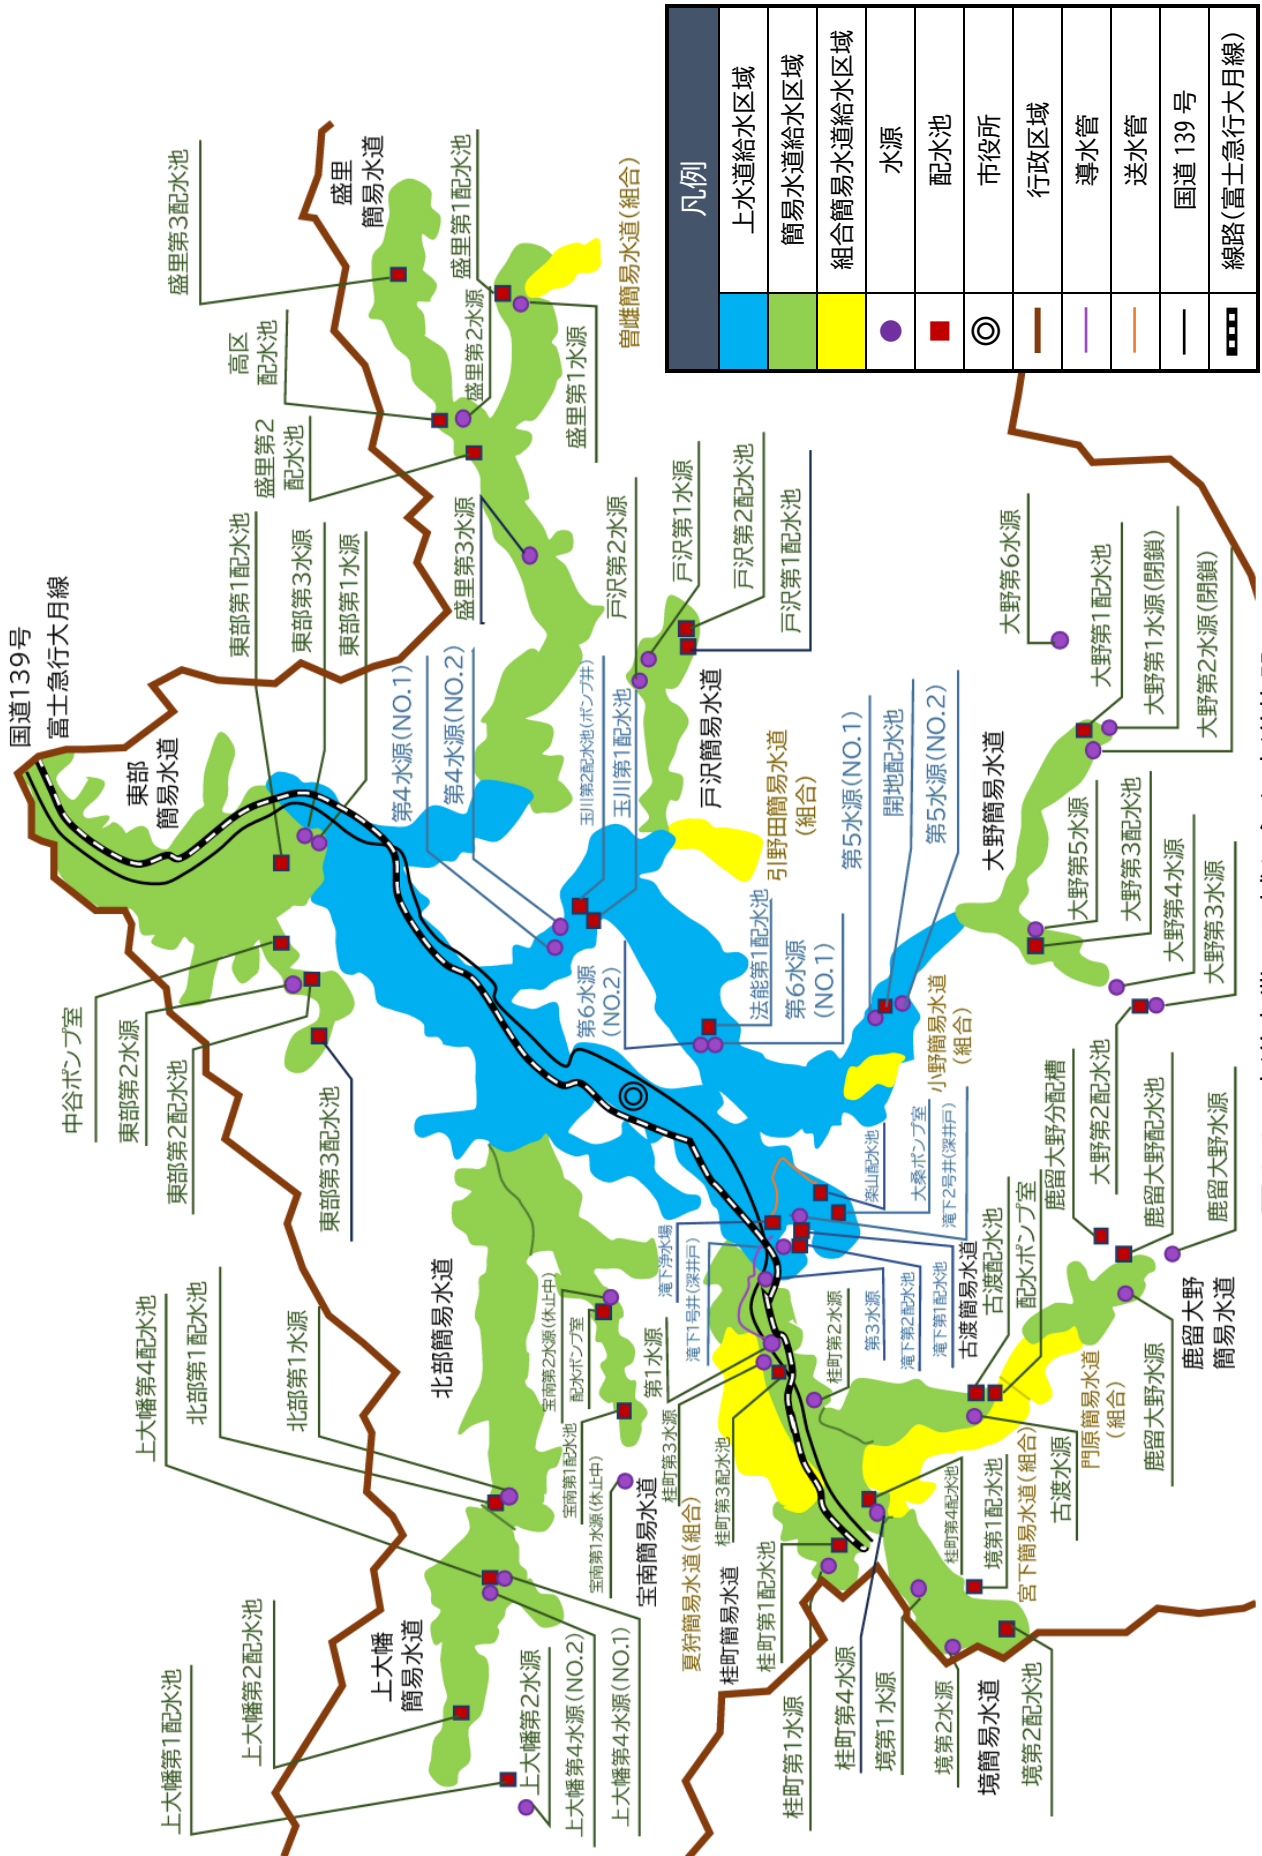 国道139号
富士急行大月線
東部
簡易水道
東部第1配水池
東部第3水源
東部第1水源
中谷ポンプ室
東部第2水源
東部第2配水池
東部第3配水池
盛里
簡易水道
盛里第3配水池
高区
配水池
盛里第2
配水池
盛里第1配水池
盛里第2水源
盛里第1水源
盛里第3水源
曽雌簡易水道(組合)
第4水源(NO.1)
第4水源(NO.2)
玉川第2配水池(ポンプ井)
玉川第1配水池
戸沢第2水源
戸沢第1水源
戸沢第2配水池
戸沢第1配水池
戸沢簡易水道
引野田簡易水道
(組合)
第6水源
(NO.2)
法能第1配水池
第6水源
(NO.1)
第5水源(NO.1)
開地配水池
第5水源(NO.2)
小野簡易水道
(組合)
大野簡易水道
大野第6水源
大野第1配水池
大野第1水源(閉鎖)
大野第2水源(閉鎖)
大野第5水源
大野第3配水池
大野第4水源
大野第3水源
大野第2配水池
鹿留大野分配槽
鹿留大野配水池
鹿留大野水源
鹿留大野
簡易水道
鹿留大野水源
楽山配水池
大桑ポンプ室
滝下2号井(深井戸)
滝下浄水場
滝下1号井(深井戸)
第3水源
滝下第2配水池
滝下第1配水池
古渡簡易水道
古渡配水池
配水ポンプ室
古渡水源
門原簡易水道
(組合)
宮下簡易水道(組合)
北部簡易水道
上大幡第4配水池
北部第1配水池
北部第1水源
宝南第2水源(休止中)
配水ポンプ室
宝南第1配水池
宝南第1水源(休止中)
宝南簡易水道
第1水源
桂町第3水源
桂町第3配水池
桂町第2水源
夏狩簡易水道(組合)
桂町簡易水道
桂町第1配水池
桂町第1水源
桂町第4水源
桂町第4配水池
境第1配水池
境第1水源
境第2水源
境簡易水道
境第2配水池
上大幡
簡易水道
上大幡第1配水池
上大幡第2配水池
上大幡第2水源
上大幡第4水源(NO.2)
上大幡第4水源(NO.1)
凡例
上水道給水区域
簡易水道給水区域
組合簡易水道給水区域
水源
配水池
市役所
行政区域
導水管
送水管
国道 139 号
線路(富士急行大月線)